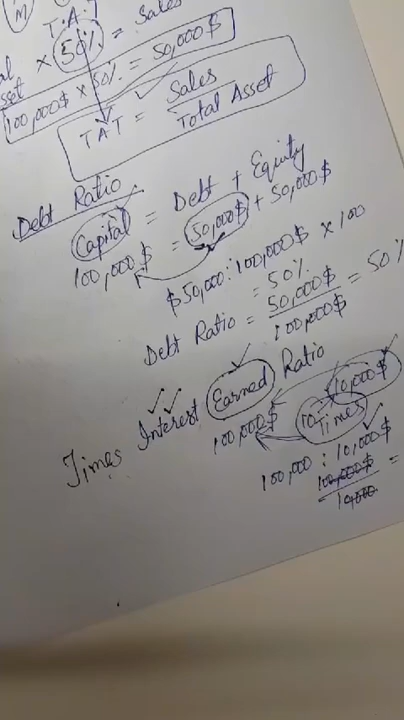 M
T.A.T
× 50% = Sales
100,000$ × 50% = 50,000$
TAT = Sales
Total Asset
Debt Ratio
Capital = Debt + Equity
100,000$ = 50,000$ + 50,000$
$50,000 : 100,000$ × 100
= 50%
Debt Ratio = 50,000$ = 50%
100,000$
Times Interest Earned Ratio
10,000$
100,000$ 10 Times
100,000 : 10,000$
100,000$ =
10,000